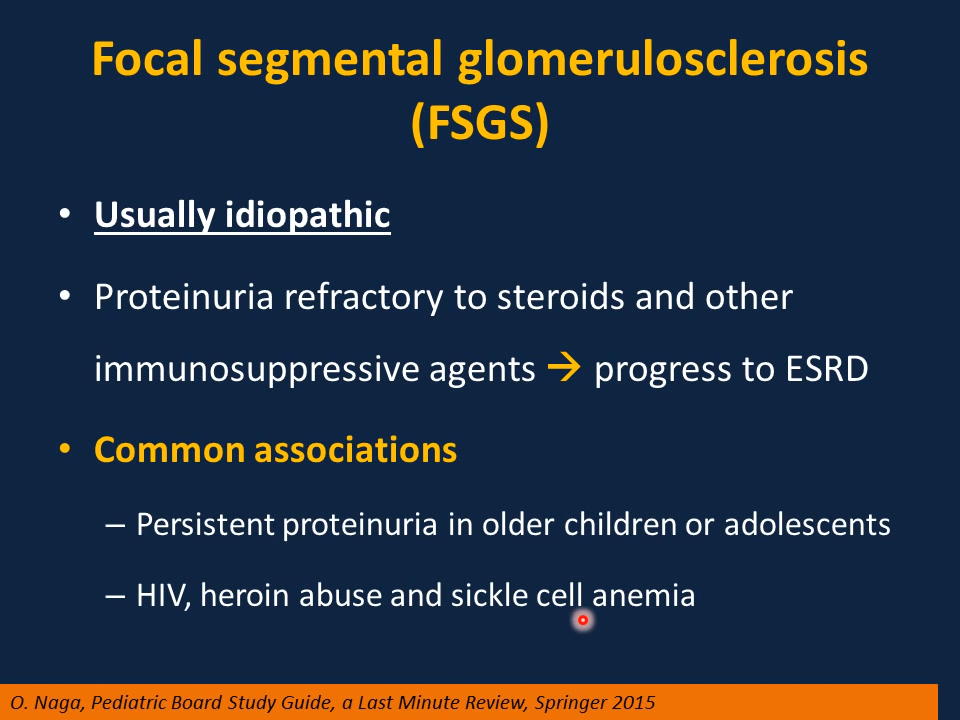 Focal segmental glomerulosclerosis
(FSGS)
• Usually idiopathic
• Proteinuria refractory to steroids and other
immunosuppressive agents → progress to ESRD
• Common associations
– Persistent proteinuria in older children or adolescents
– HIV, heroin abuse and sickle cell anemia
O. Naga, Pediatric Board Study Guide, a Last Minute Review, Springer 2015